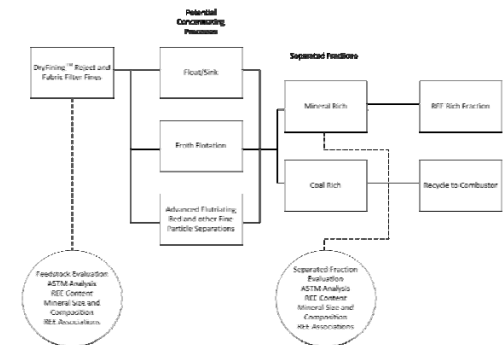 Potential
Concentrating
Processes
Separated Fractions
DryFining™ Reject and
Fabric Filter Fines
Float/Sink
Mineral Rich
REE Rich Fraction
Froth Flotation
Coal Rich
Recycle to Combustor
Advanced Elutriating
Bed and other Fine
Particle Separations
Feedstock Evaluation
ASTM Analysis
REE Content
Mineral Size and
Composition
REE Associations
Separated Fraction
Evaluation
ASTM Analysis
REE Content
Mineral Size and
Composition
REE Associations